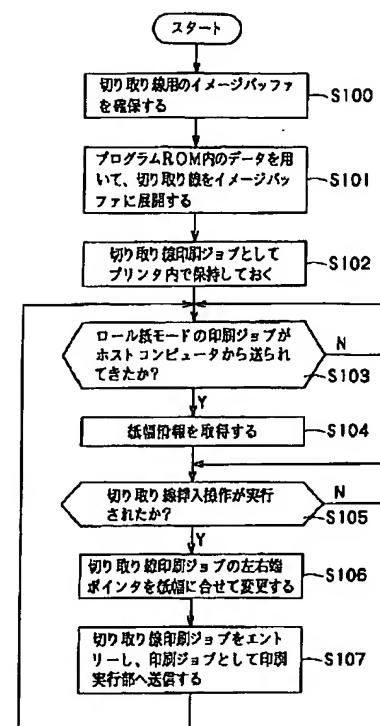 スタート
切り取り線用のイメージバッファ
を確保する
S100
プログラムROM内のデータを用
いて、切り取り線をイメージバッ
ファに展開する
S101
切り取り線印刷ジョブとして
プリンタ内で保持しておく
S102
ロール紙モードの印刷ジョブが
ホストコンピュータから送られ
てきたか?
N
S103
Y
紙幅情報を取得する
S104
切り取り線挿入操作が実行
されたか?
N
S105
Y
切り取り線印刷ジョブの左右端
ポインタを紙幅に合せて変更する
S106
切り取り線印刷ジョブをエント
リーし、印刷ジョブとして印刷
実行部へ送信する
S107